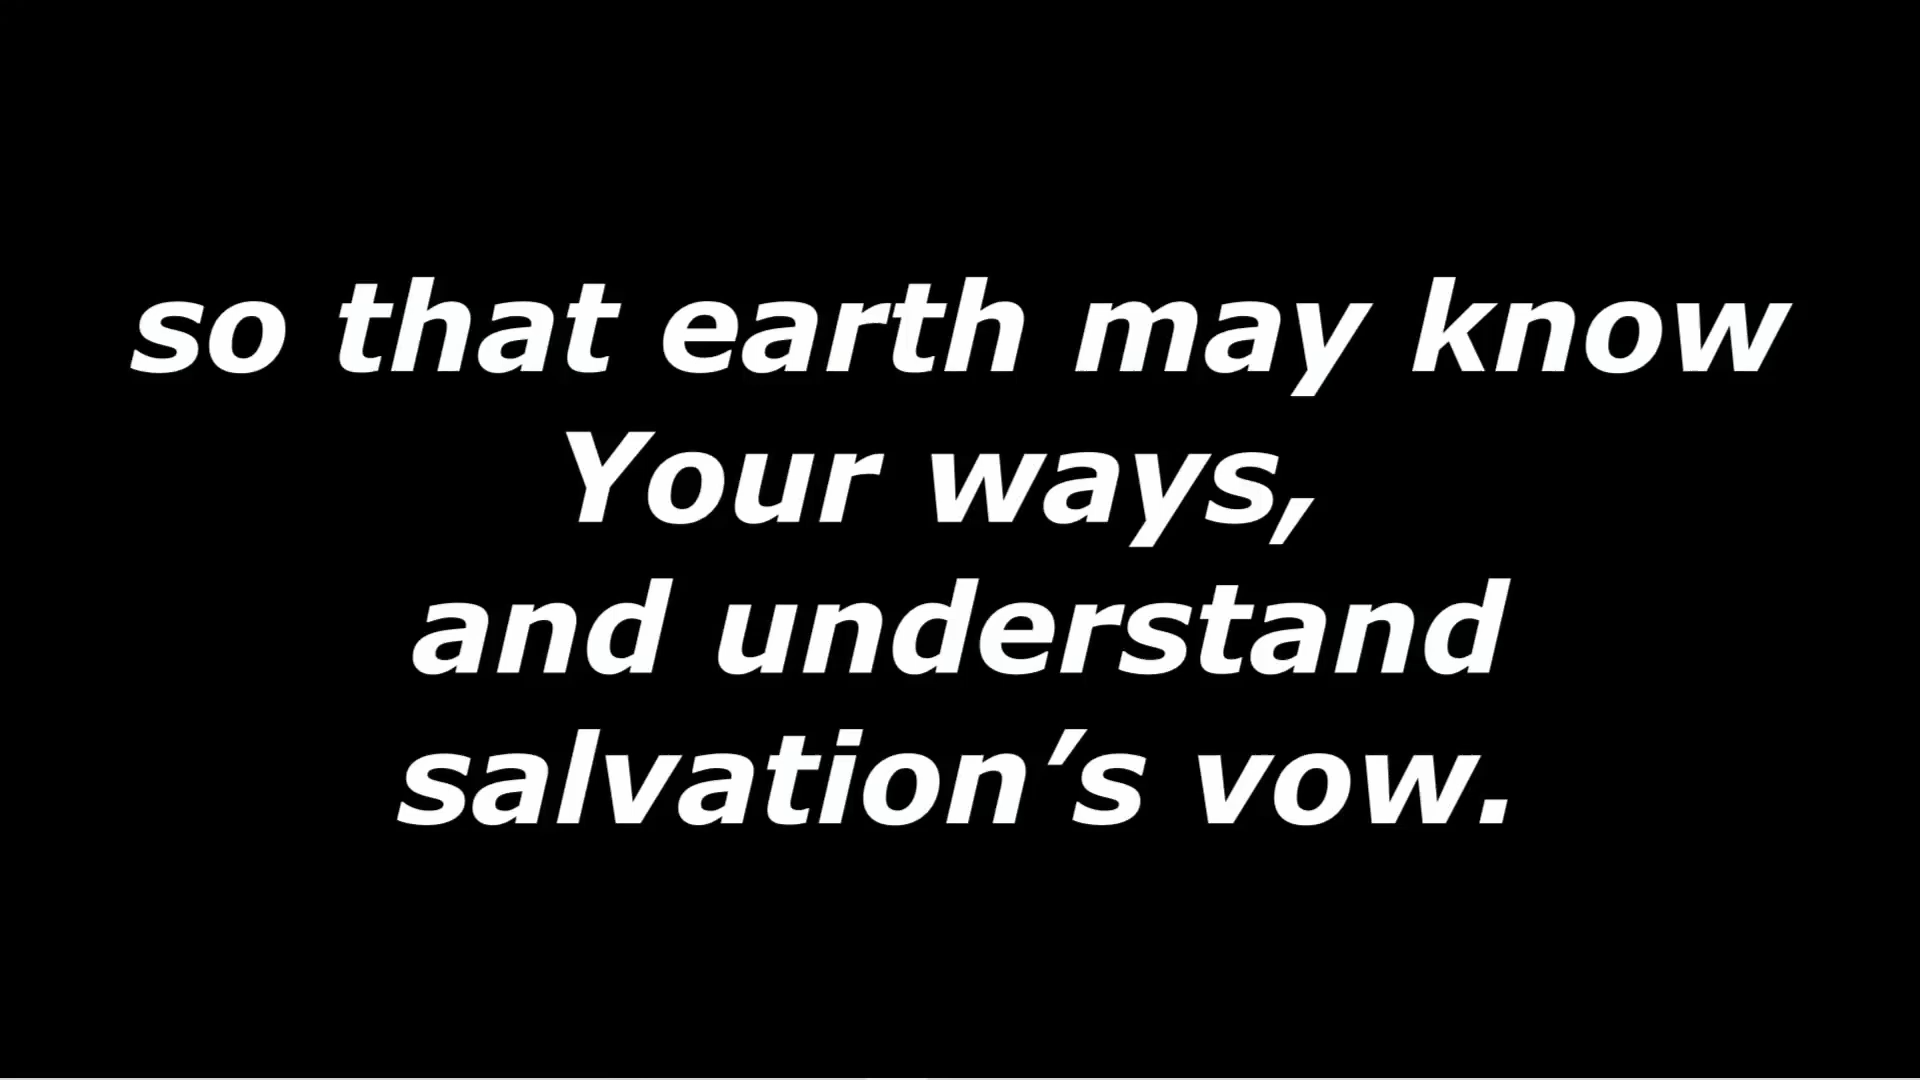 so that earth may know
Your ways,
and understand
salvation’s vow.